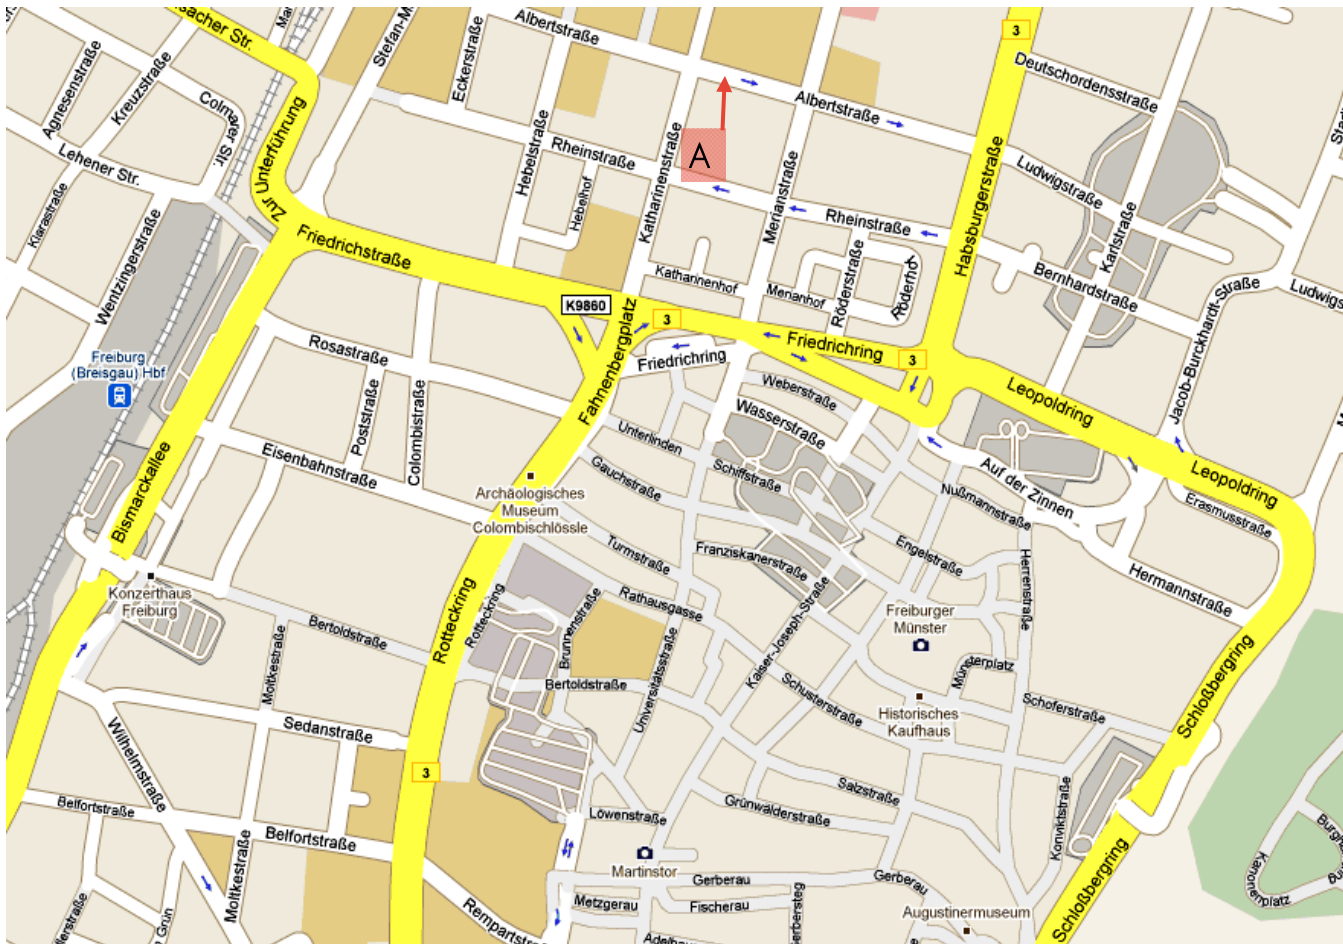 sacher Str.
Stefan-M
Albertstraße
3
Deutschordensstraße
Agnesenstraße
Kreuzstraße
Colmarer Str.
Eckerstraße
Albertstraße
Lehener Str.
Zur Unterführung
Hebelstraße
Rheinstraße
Katharinenstraße
A
Merianstraße
Habsburgerstraße
Ludwigstraße
Klarastraße
Wentzingerstraße
Hebelhof
Rheinstraße
Karlstraße
Friedrichstraße
Katharinenhof
Merianhof
Röderstraße
Röderhof
Bernhardstraße
Jacob-Burckhardt-Straße
Ludwigs
K9860
Fahnenbergplatz
3
Friedrichring
Friedrichring
3
Freiburg
(Breisgau) Hbf
Rosastraße
Poststraße
Colombistraße
Weberstraße
Wasserstraße
Leopoldring
Leopoldring
Bismarckallee
Eisenbahnstraße
Unterlinden
Gauchstraße
Schiffstraße
Auf der Zinnen
Nußmannstraße
Erasmusstraße
Archäologisches
Museum
Colombischlössle
Turmstraße
Franziskanerstraße
Engelstraße
Herrenstraße
Hermannstraße
Konzerthaus
Freiburg
Rotteckring
Rotteckring
Brunnenstraße
Rathausgasse
Kaiser-Joseph-Straße
Freiburger
Münster
Bertoldstraße
Moltkestraße
Bertoldstraße
Universitätsstraße
Schusterstraße
Münsterplatz
Historisches
Kaufhaus
Schoferstraße
Schloßbergring
Wilhelmstraße
Sedanstraße
3
Belfortstraße
Belfortstraße
Moltkestraße
Löwenstraße
Grünwälderstraße
Salzstraße
Konviktstraße
Martinstor
Gerberau
Gerberau
Metzgerau
Fischerau
Rempartstraße
Augustinermuseum
Schloßbergring
Kanonenplatz